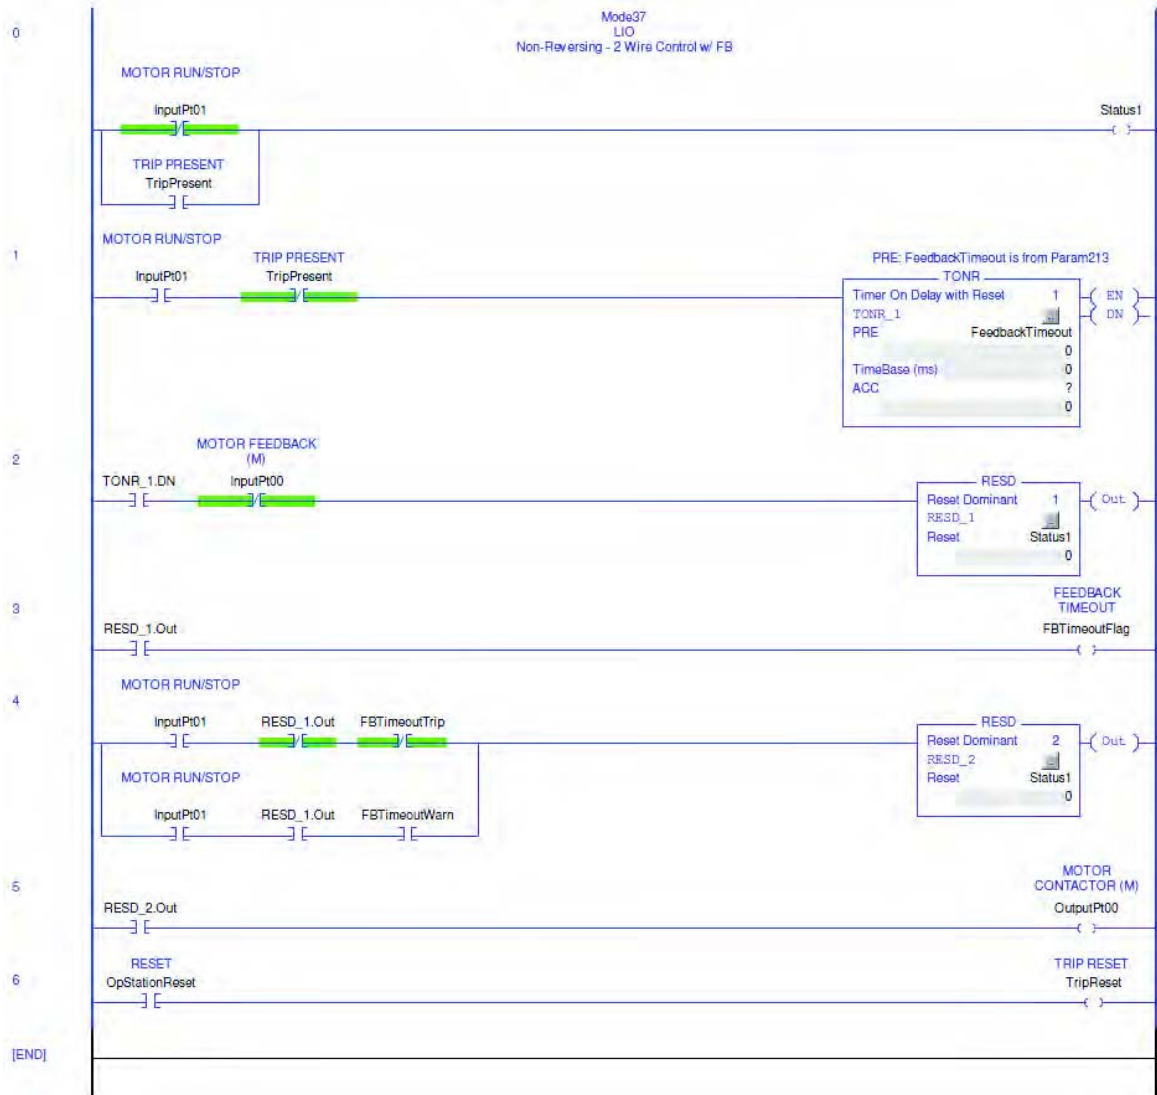 Mode37
LIO
Non-Reversing - 2 Wire Control w/ FB
0
MOTOR RUN/STOP
InputPt01
Status1
TRIP PRESENT
TripPresent
1
MOTOR RUN/STOP
InputPt01
TRIP PRESENT
TripPresent
PRE: FeedbackTimeout is from Param213
TONR
Timer On Delay with Reset 1
TONR_1 ...
PRE FeedbackTimeout
0
TimeBase (ms) 0
ACC ?
0
EN
DN
2
TONR_1.DN
MOTOR FEEDBACK
(M)
InputPt00
RESD
Reset Dominant 1
RESD_1 ...
Reset Status1
0
Out
3
RESD_1.Out
FEEDBACK
TIMEOUT
FBTimeoutFlag
4
MOTOR RUN/STOP
InputPt01 RESD_1.Out FBTimeoutTrip
MOTOR RUN/STOP
InputPt01 RESD_1.Out FBTimeoutWarn
RESD
Reset Dominant 2
RESD_2 ...
Reset Status1
0
Out
5
RESD_2.Out
MOTOR
CONTACTOR (M)
OutputPt00
6
RESET
OpStationReset
TRIP RESET
TripReset
[END]